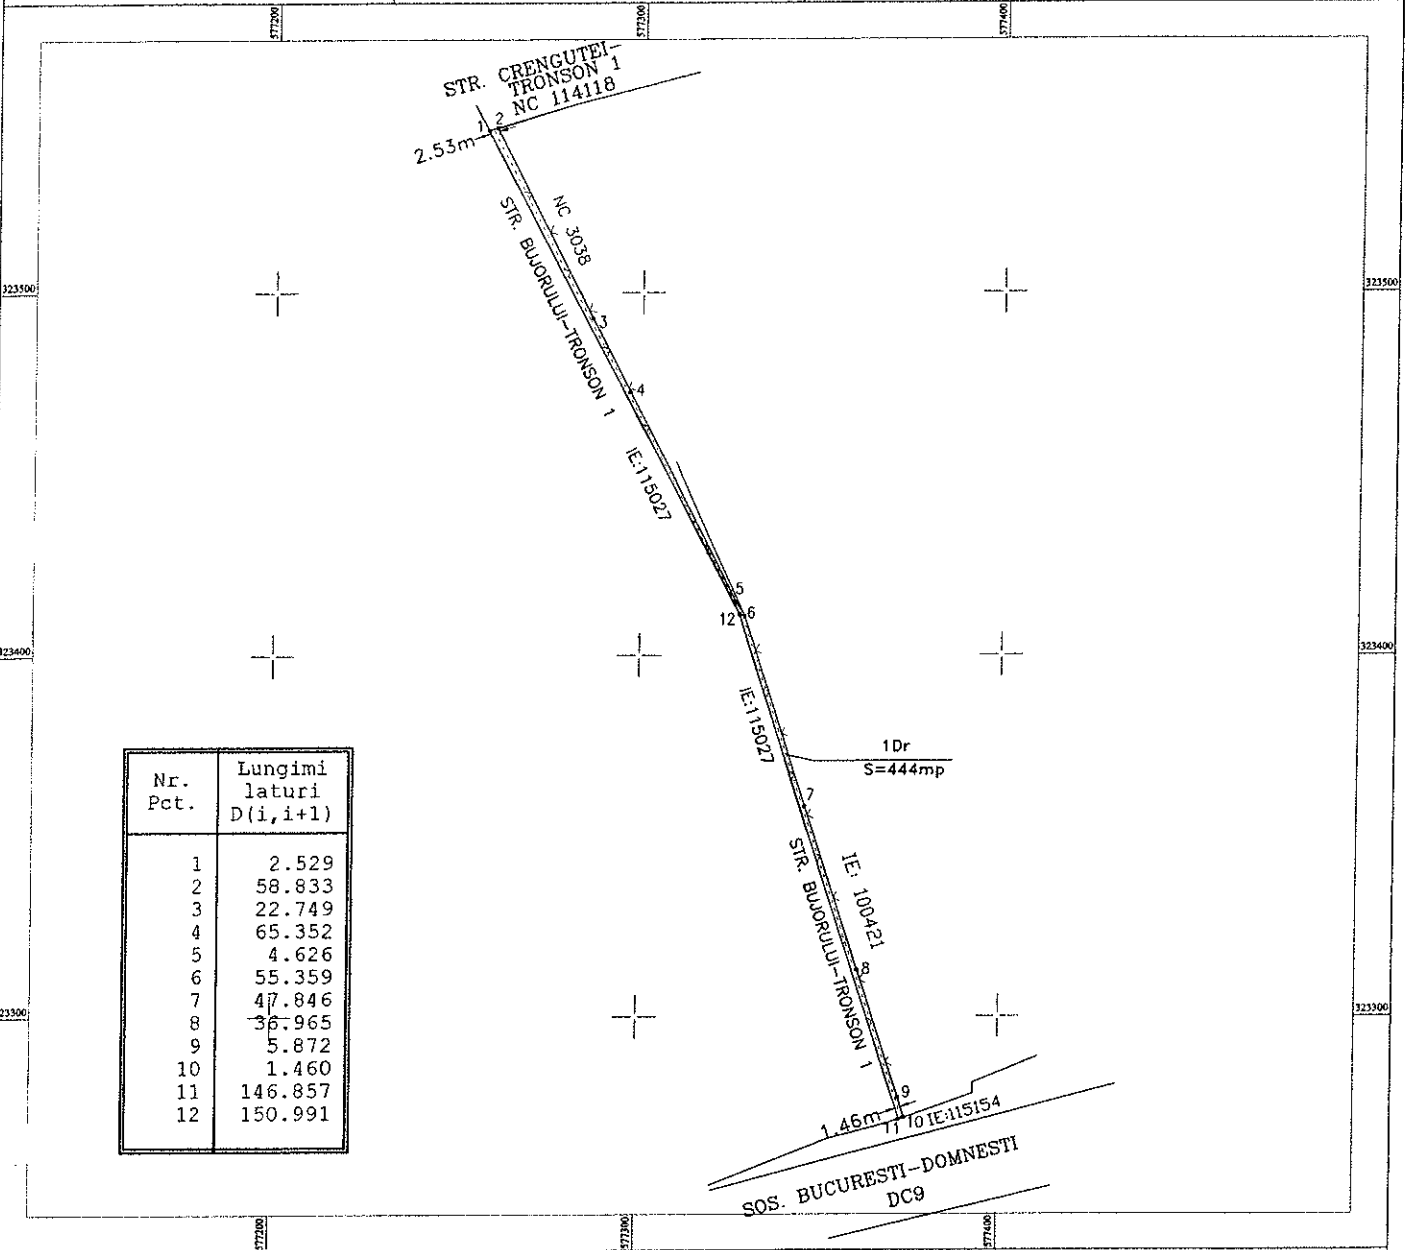 577200
577300
577400
STR. CRENGUTEI-
TRONSON 1
NC 114118
1 2
2.53m
STR. BUJORULUI-TRONSON 1
NC 3038
323500
323500
3
4
IE:115027
5
12 6
323400
323400
IE:115027
1Dr
S=444mp
7
Nr. Pct. Lungimi laturi D(i,i+1)
1 2.529
2 58.833
3 22.749
4 65.352
5 4.626
6 55.359
7 47.846
8 36.965
9 5.872
10 1.460
11 146.857
12 150.991
STR. BUJORULUI-TRONSON 1
IE: 100421
8
23300
323300
9
1.46m
11 10 IE:115154
SOS. BUCURESTI-DOMNESTI
DC9
577200
577300
577400